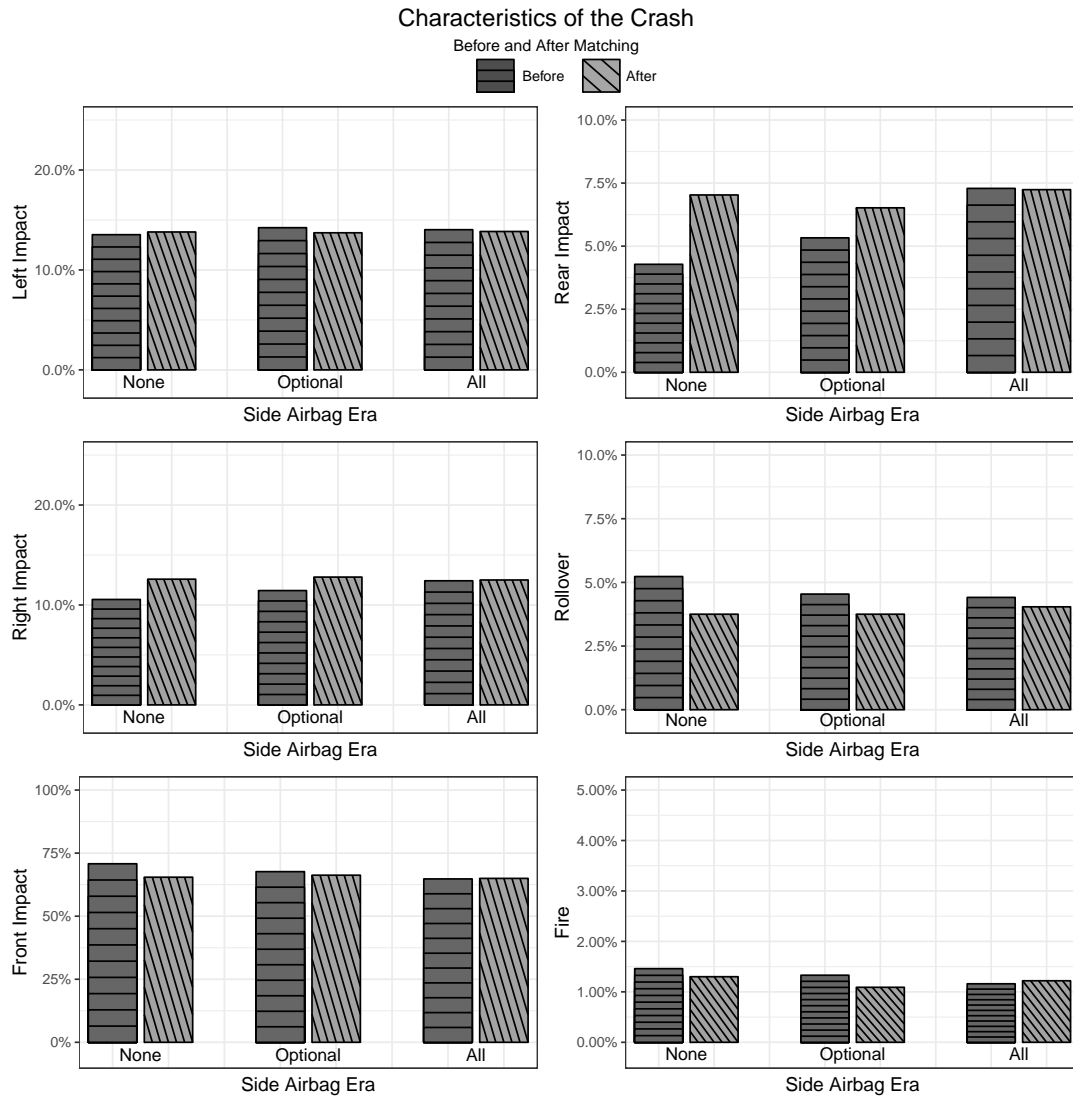 Characteristics of the Crash
Before and After Matching
Before After
Left Impact
20.0%
10.0%
0.0%
None Optional All
Side Airbag Era
Rear Impact
10.0%
7.5%
5.0%
2.5%
0.0%
None Optional All
Side Airbag Era
Right Impact
20.0%
10.0%
0.0%
None Optional All
Side Airbag Era
Rollover
10.0%
7.5%
5.0%
2.5%
0.0%
None Optional All
Side Airbag Era
Front Impact
100%
75%
50%
25%
0%
None Optional All
Side Airbag Era
Fire
5.00%
4.00%
3.00%
2.00%
1.00%
0.00%
None Optional All
Side Airbag Era